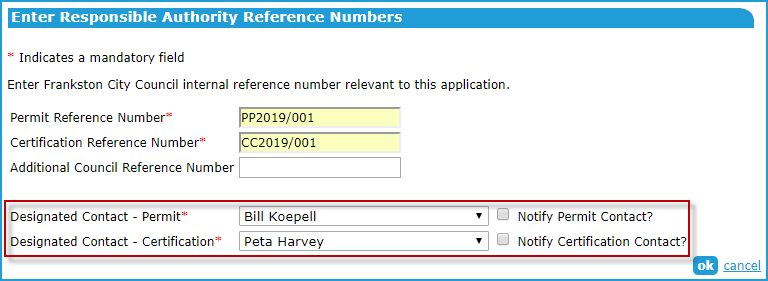 Enter Responsible Authority Reference Numbers
* Indicates a mandatory field
Enter Frankston City Council internal reference number relevant to this application.
Permit Reference Number* PP2019/001
Certification Reference Number* CC2019/001
Additional Council Reference Number
Designated Contact - Permit* Bill Koepell Notify Permit Contact?
Designated Contact - Certification* Peta Harvey Notify Certification Contact?
ok cancel